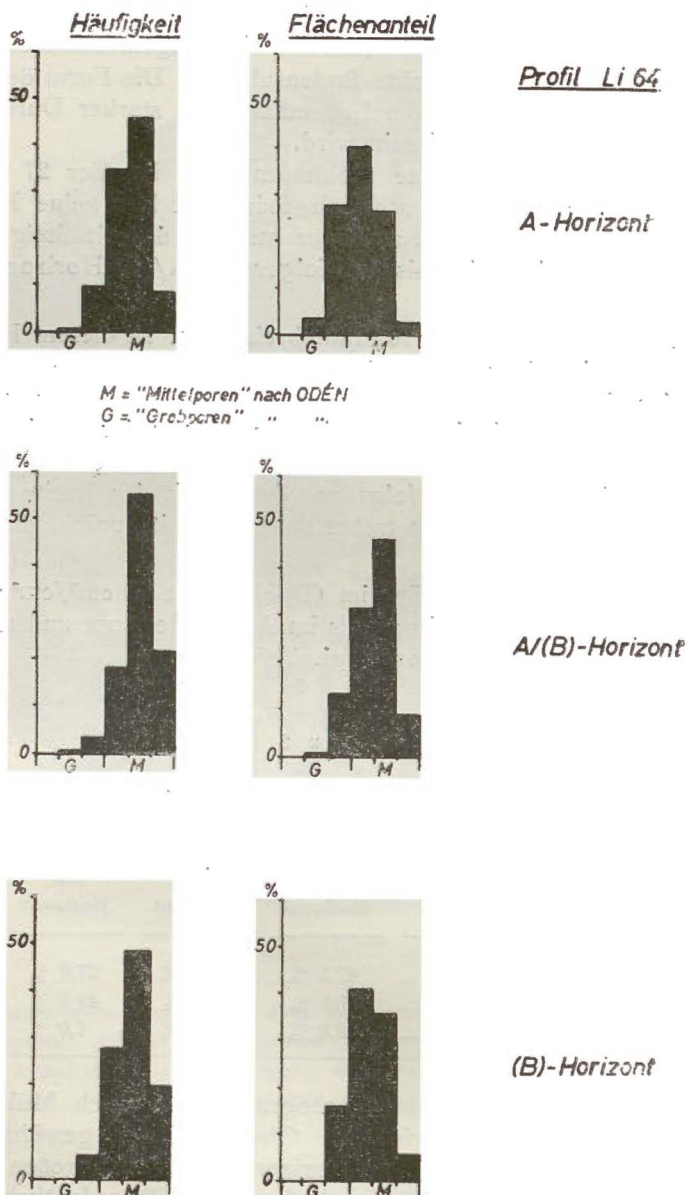 Häufigkeit Flächenanteil
Profil Li 64
% %
50 50
A-Horizont
0 0
G M G M
M = "Mittelporen" nach ODÉN
G = "Grobporen" " "
% %
50 50
A/(B)-Horizont
0 0
G M G M
% %
50 50
(B)-Horizont
0 0
G M G M